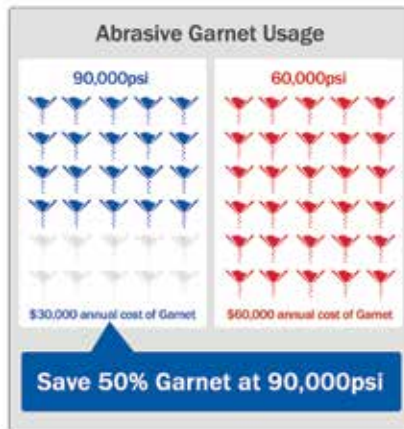 Abrasive Garnet Usage
90,000psi
60,000psi
$30,000 annual cost of Garnet
$60,000 annual cost of Garnet
Save 50% Garnet at 90,000psi